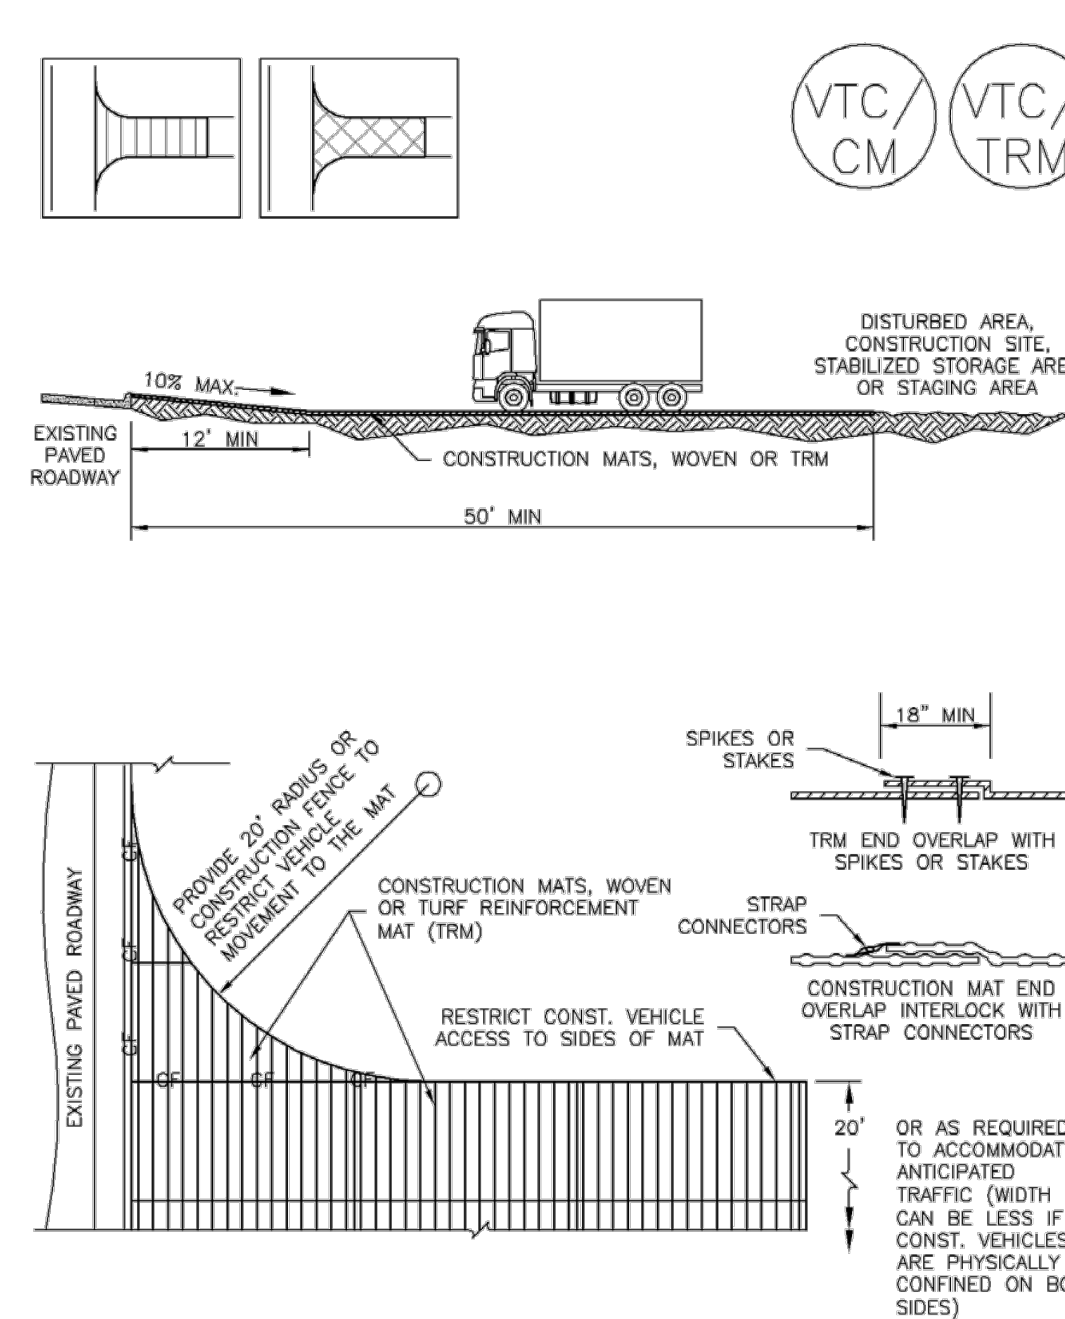 VTC/
CM
VTC/
TRM
DISTURBED AREA,
CONSTRUCTION SITE,
STABILIZED STORAGE ARE
OR STAGING AREA
10% MAX.
EXISTING
PAVED
ROADWAY
12' MIN
CONSTRUCTION MATS, WOVEN OR TRM
50' MIN
18" MIN
SPIKES OR
STAKES
TRM END OVERLAP WITH
SPIKES OR STAKES
PROVIDE 20' RADIUS OR
CONSTRUCTION FENCE TO
RESTRICT VEHICLE
MOVEMENT TO THE MAT
CONSTRUCTION MATS, WOVEN
OR TURF REINFORCEMENT
MAT (TRM)
STRAP
CONNECTORS
CONSTRUCTION MAT END
OVERLAP INTERLOCK WITH
STRAP CONNECTORS
RESTRICT CONST. VEHICLE
ACCESS TO SIDES OF MAT
EXISTING PAVED ROADWAY
CF
CF
CF
CF
CF
CF
20'
OR AS REQUIRED
TO ACCOMMODAT
ANTICIPATED
TRAFFIC (WIDTH
CAN BE LESS IF
CONST. VEHICLES
ARE PHYSICALLY
CONFINED ON BO
SIDES)